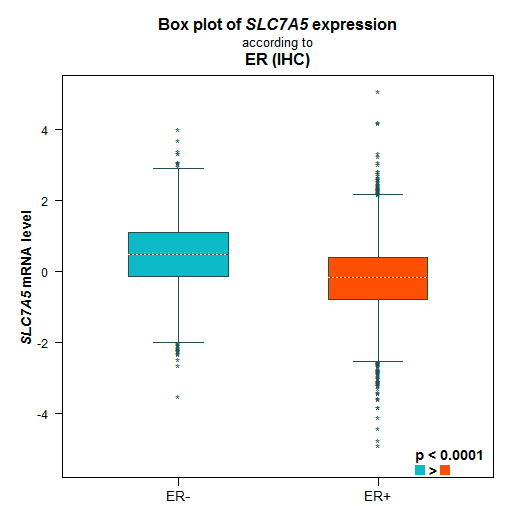 Box plot of SLC7A5 expression
according to
ER (IHC)
SLC7A5 mRNA level
4
2
0
-2
-4
p < 0.0001
>
ER-
ER+